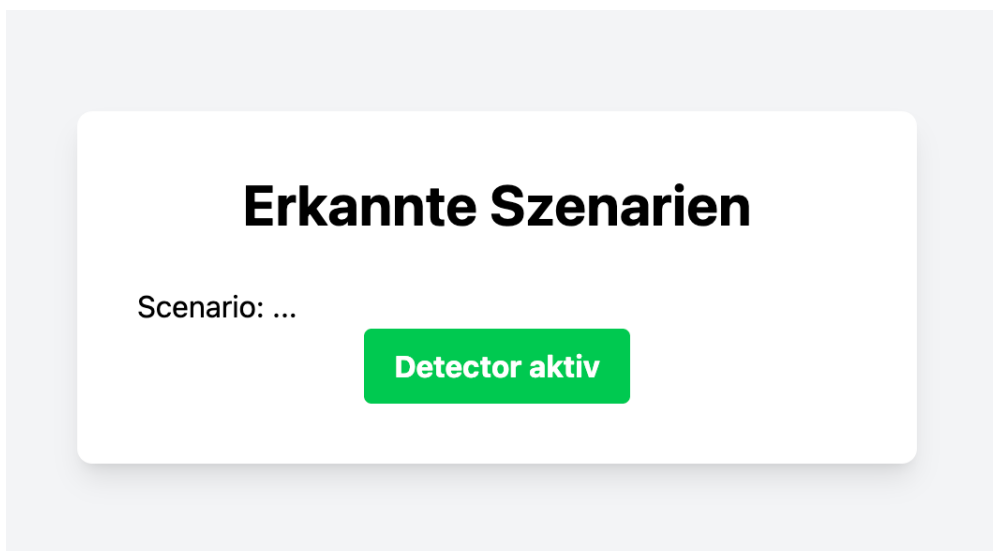 Erkannte Szenarien
Scenario: ...
Detector aktiv